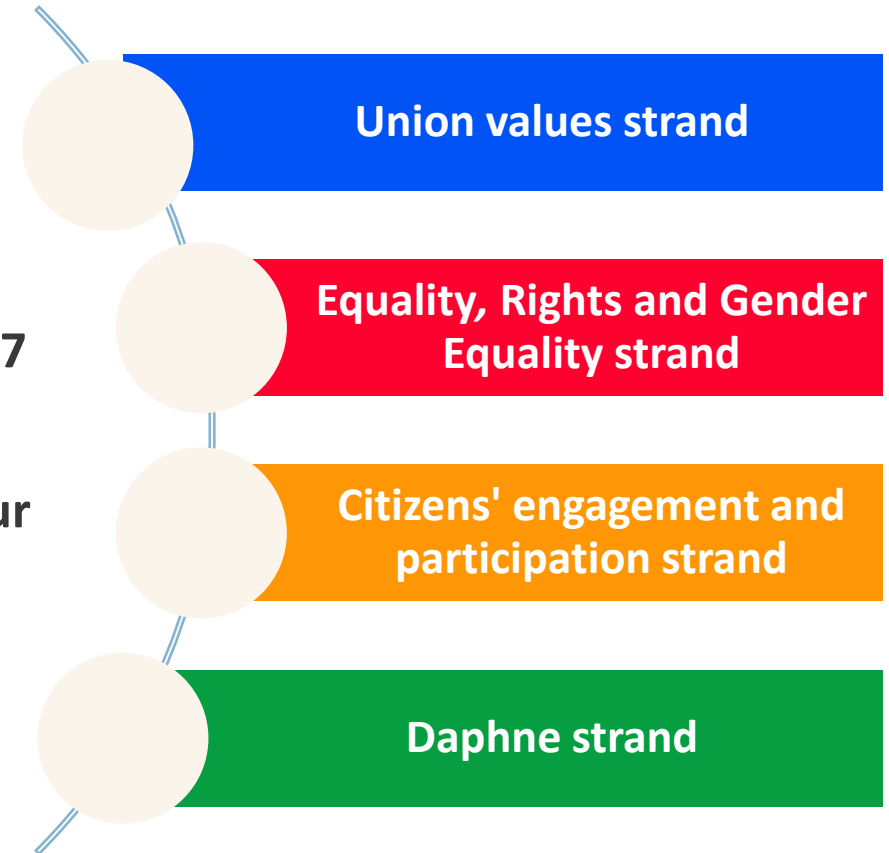 Union values strand
Equality, Rights and Gender
Equality strand
7
Citizens' engagement and
participation strand
ur
Daphne strand